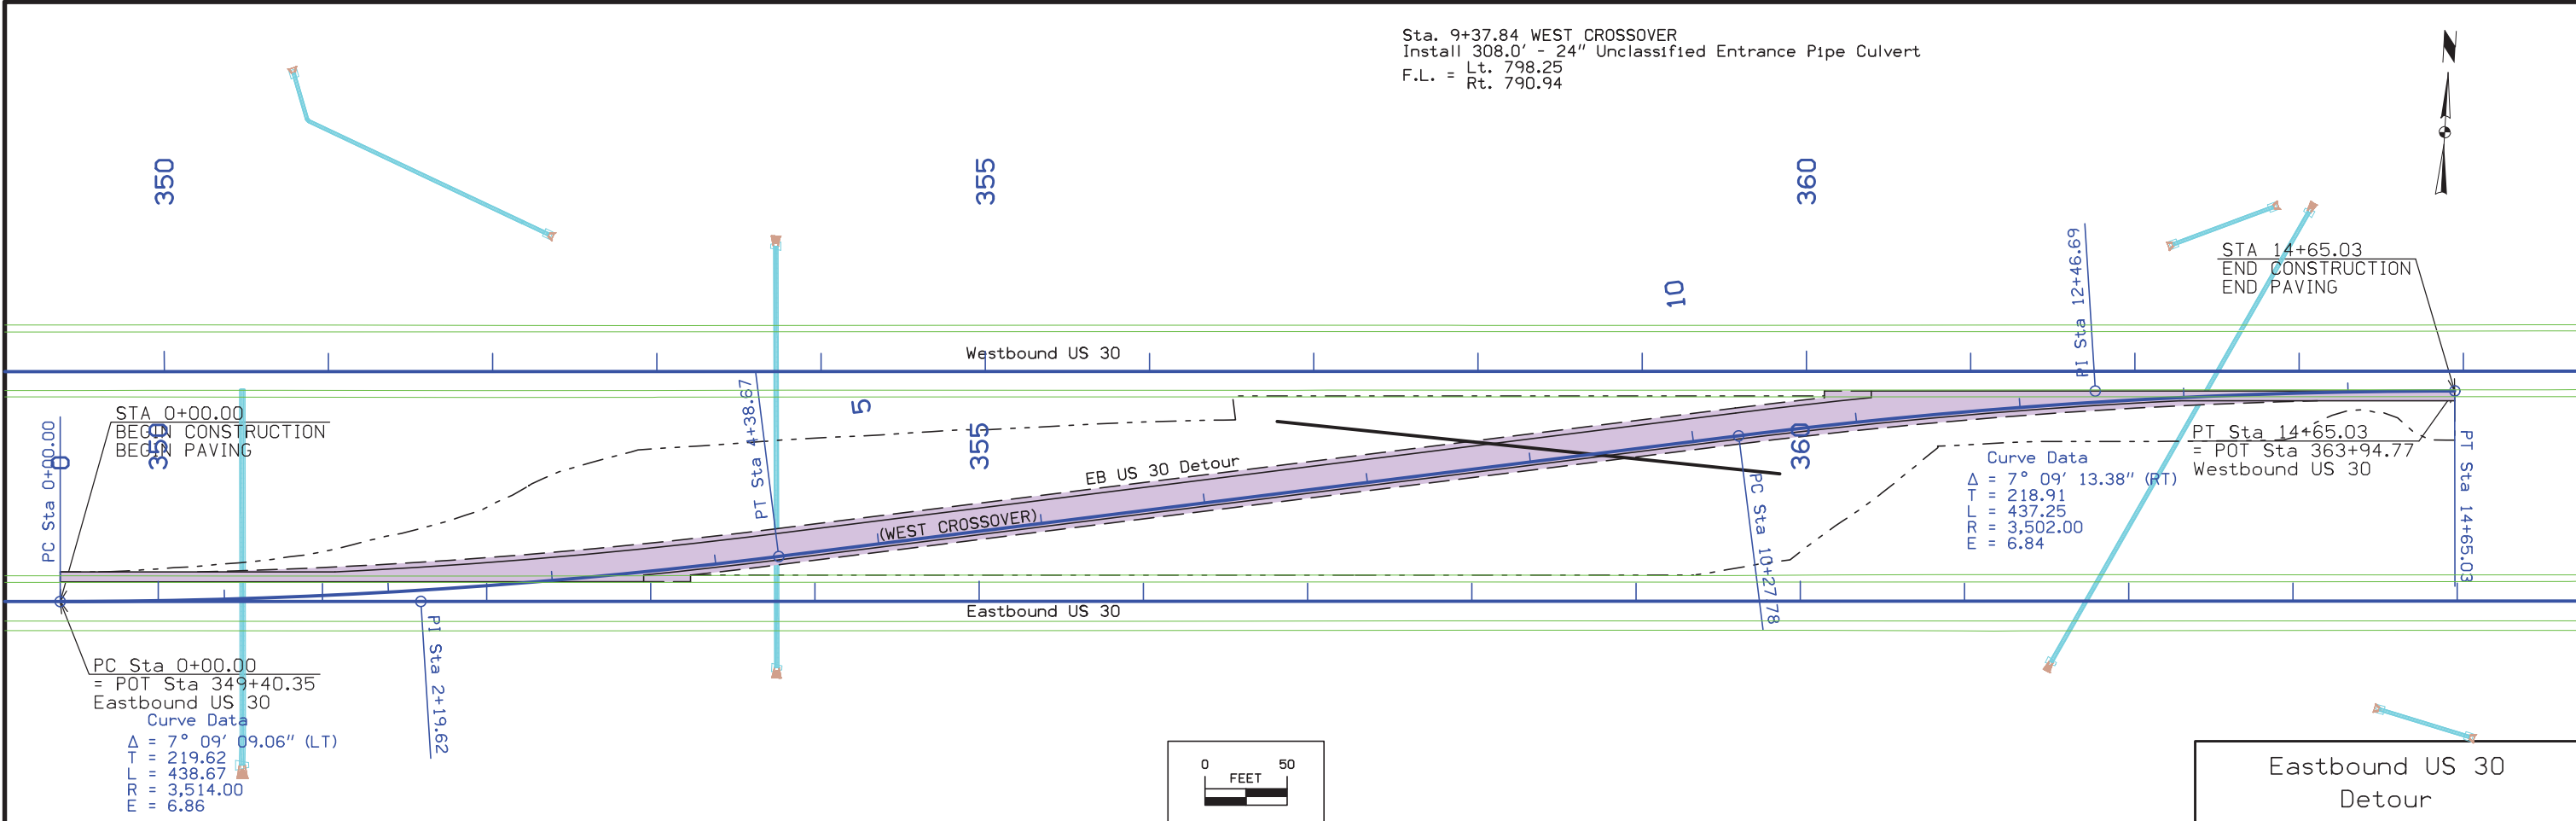 Sta. 9+37.84 WEST CROSSOVER
Install 308.0' - 24" Unclassified Entrance Pipe Culvert
F.L. = Lt. 798.25
Rt. 790.94
N
350
355
360
10
PI Sta 12+46.69
STA 14+65.03
END CONSTRUCTION
END PAVING
Westbound US 30
STA 0+00.00
BEGIN CONSTRUCTION
BEGIN PAVING
PC Sta 0+00.00
0
350
PT Sta 4+38.67
5
355
EB US 30 Detour
(WEST CROSSOVER)
360
PC Sta 10+27.78
PT Sta 14+65.03
= POT Sta 363+94.77
Westbound US 30
PT Sta 14+65.03
Curve Data
Δ = 7° 09' 13.38" (RT)
T = 218.91
L = 437.25
R = 3,502.00
E = 6.84
Eastbound US 30
PI Sta 2+19.62
PC Sta 0+00.00
= POT Sta 349+40.35
Eastbound US 30
Curve Data
Δ = 7° 09' 09.06" (LT)
T = 219.62
L = 438.67
R = 3,514.00
E = 6.86
0 50
FEET
Eastbound US 30
Detour